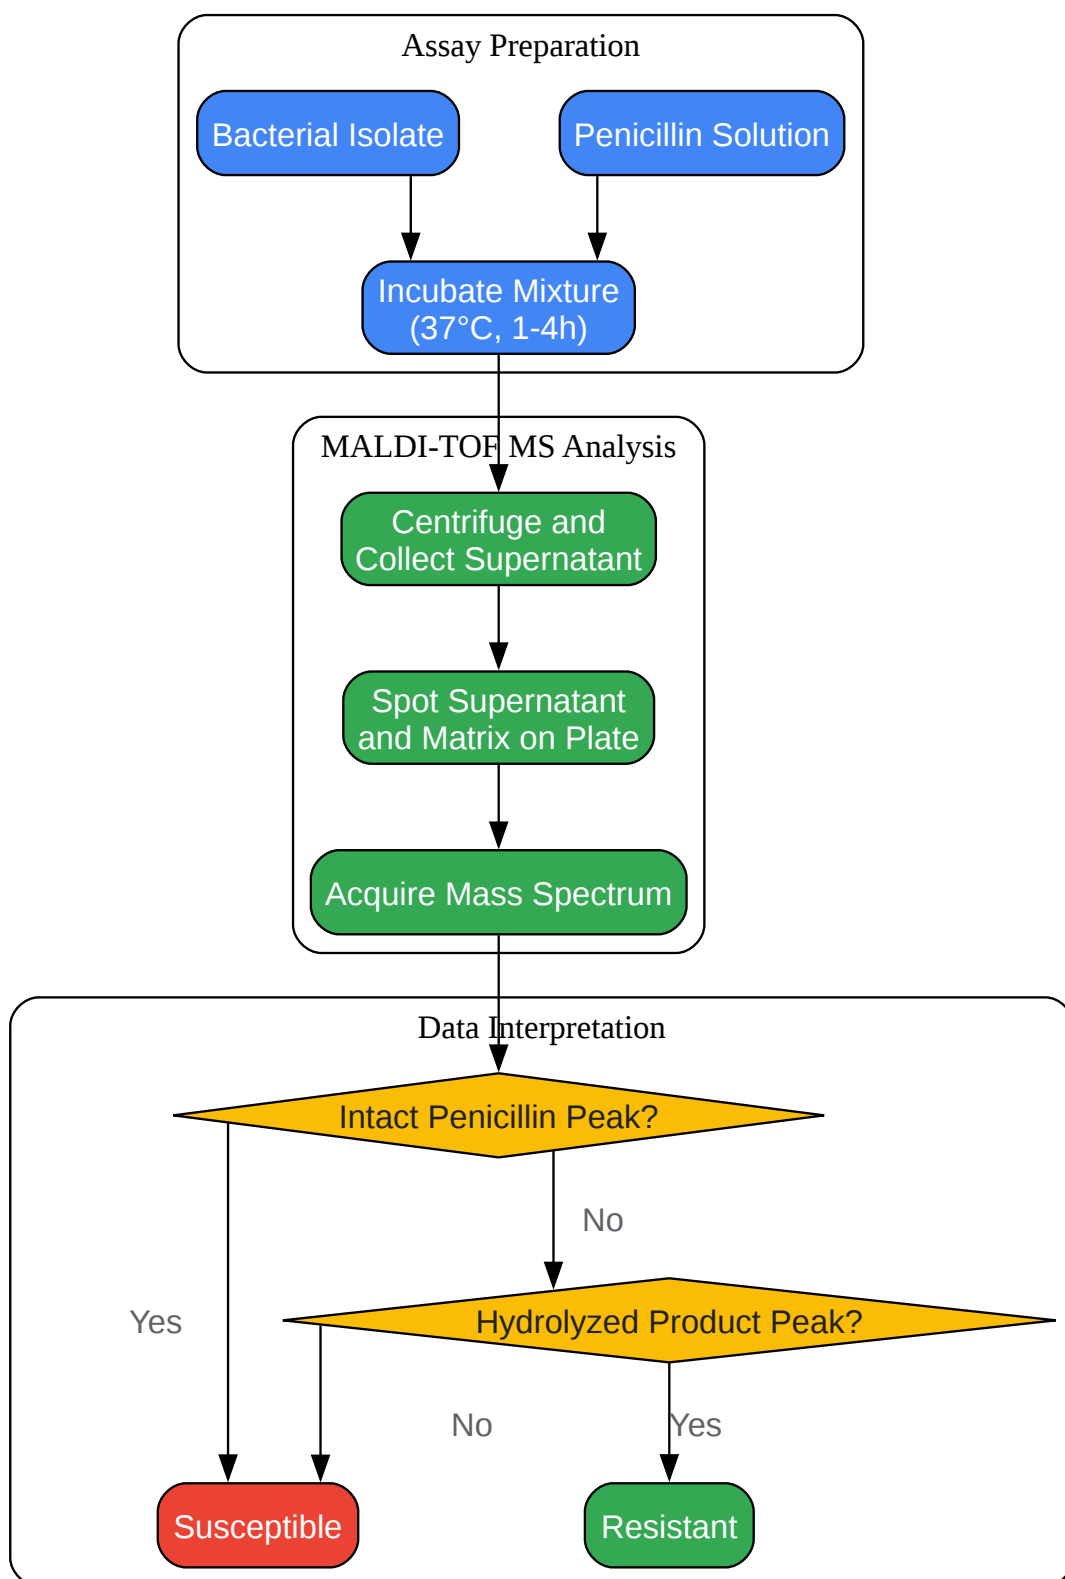 Assay Preparation
Bacterial Isolate
Penicillin Solution
Incubate Mixture
(37°C, 1-4h)
MALDI-TOF MS Analysis
Centrifuge and
Collect Supernatant
Spot Supernatant
and Matrix on Plate
Acquire Mass Spectrum
Data Interpretation
Intact Penicillin Peak?
No
Yes
Hydrolyzed Product Peak?
No
Yes
Susceptible
Resistant